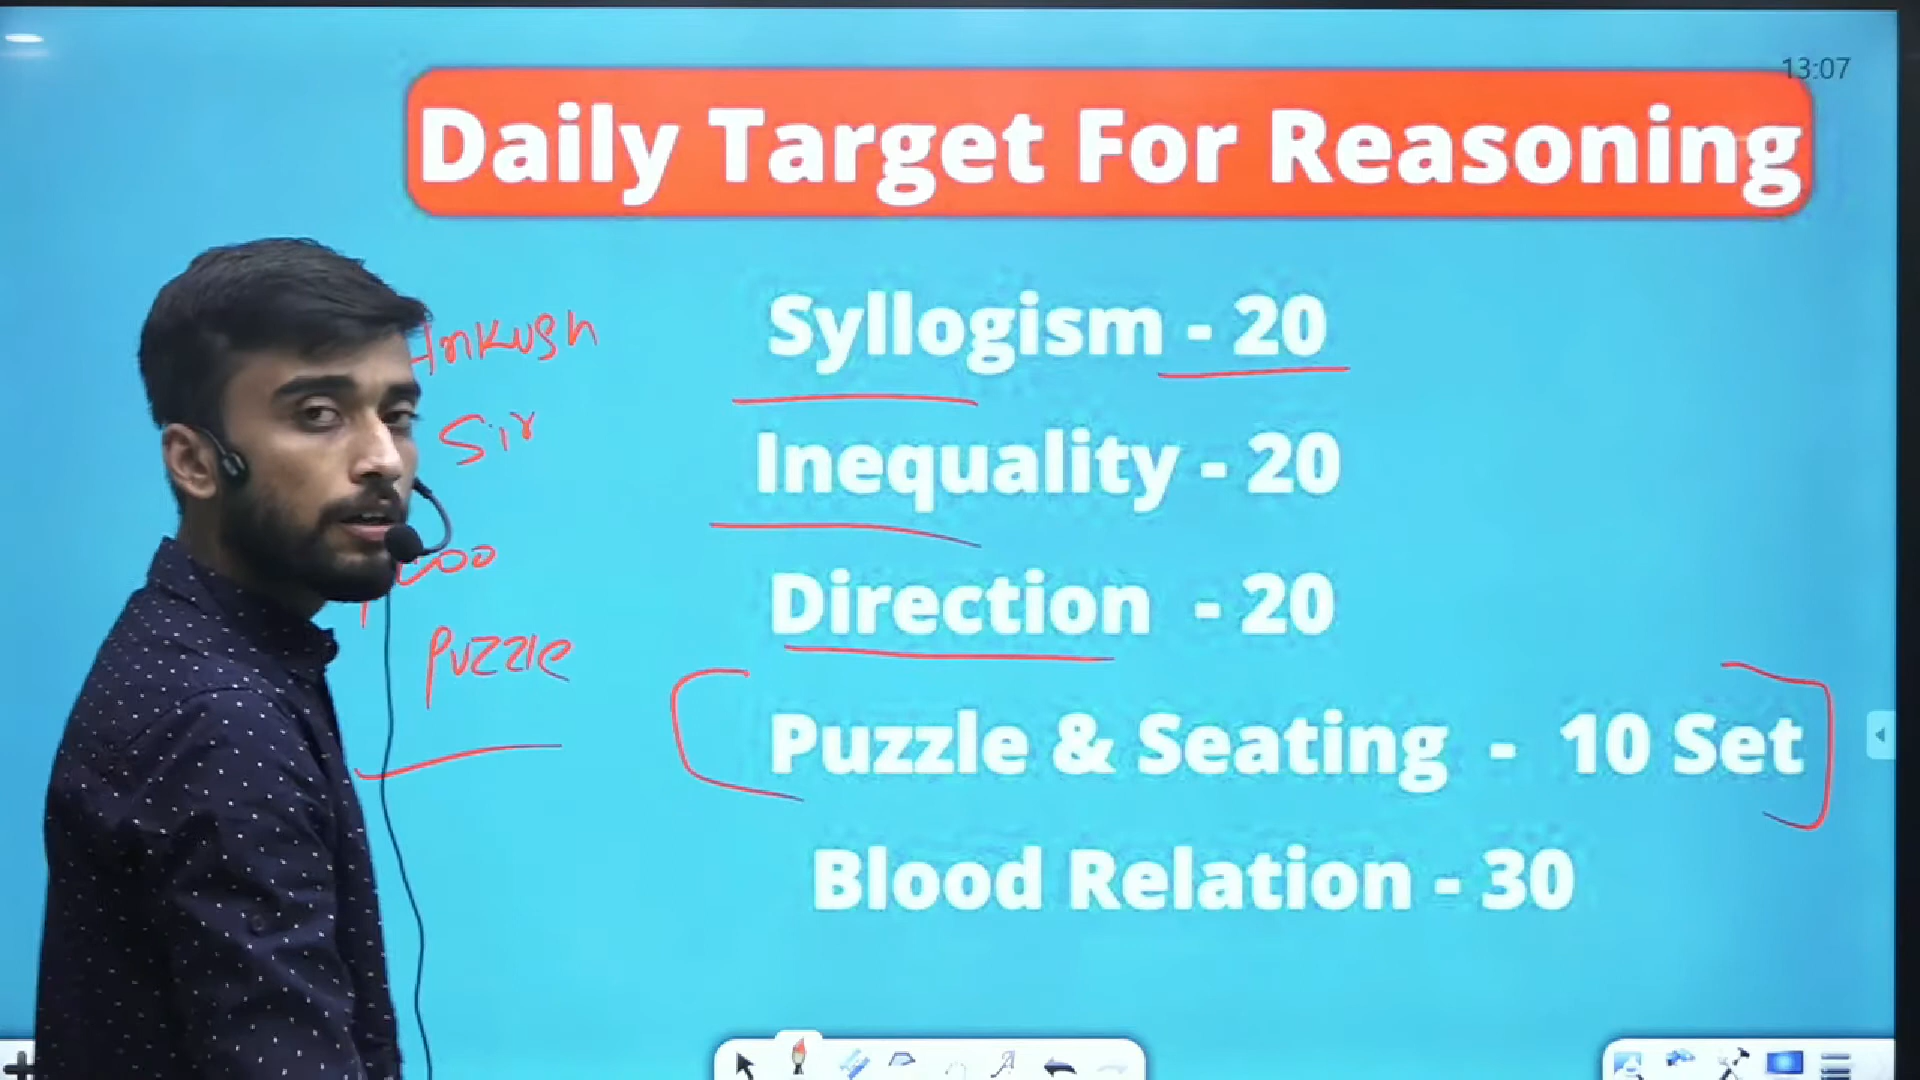 13:07
Daily Target For Reasoning
Syllogism - 20
Inequality - 20
Direction - 20
Puzzle & Seating - 10 Set
Blood Relation - 30
Ankush
Sir
Puzzle